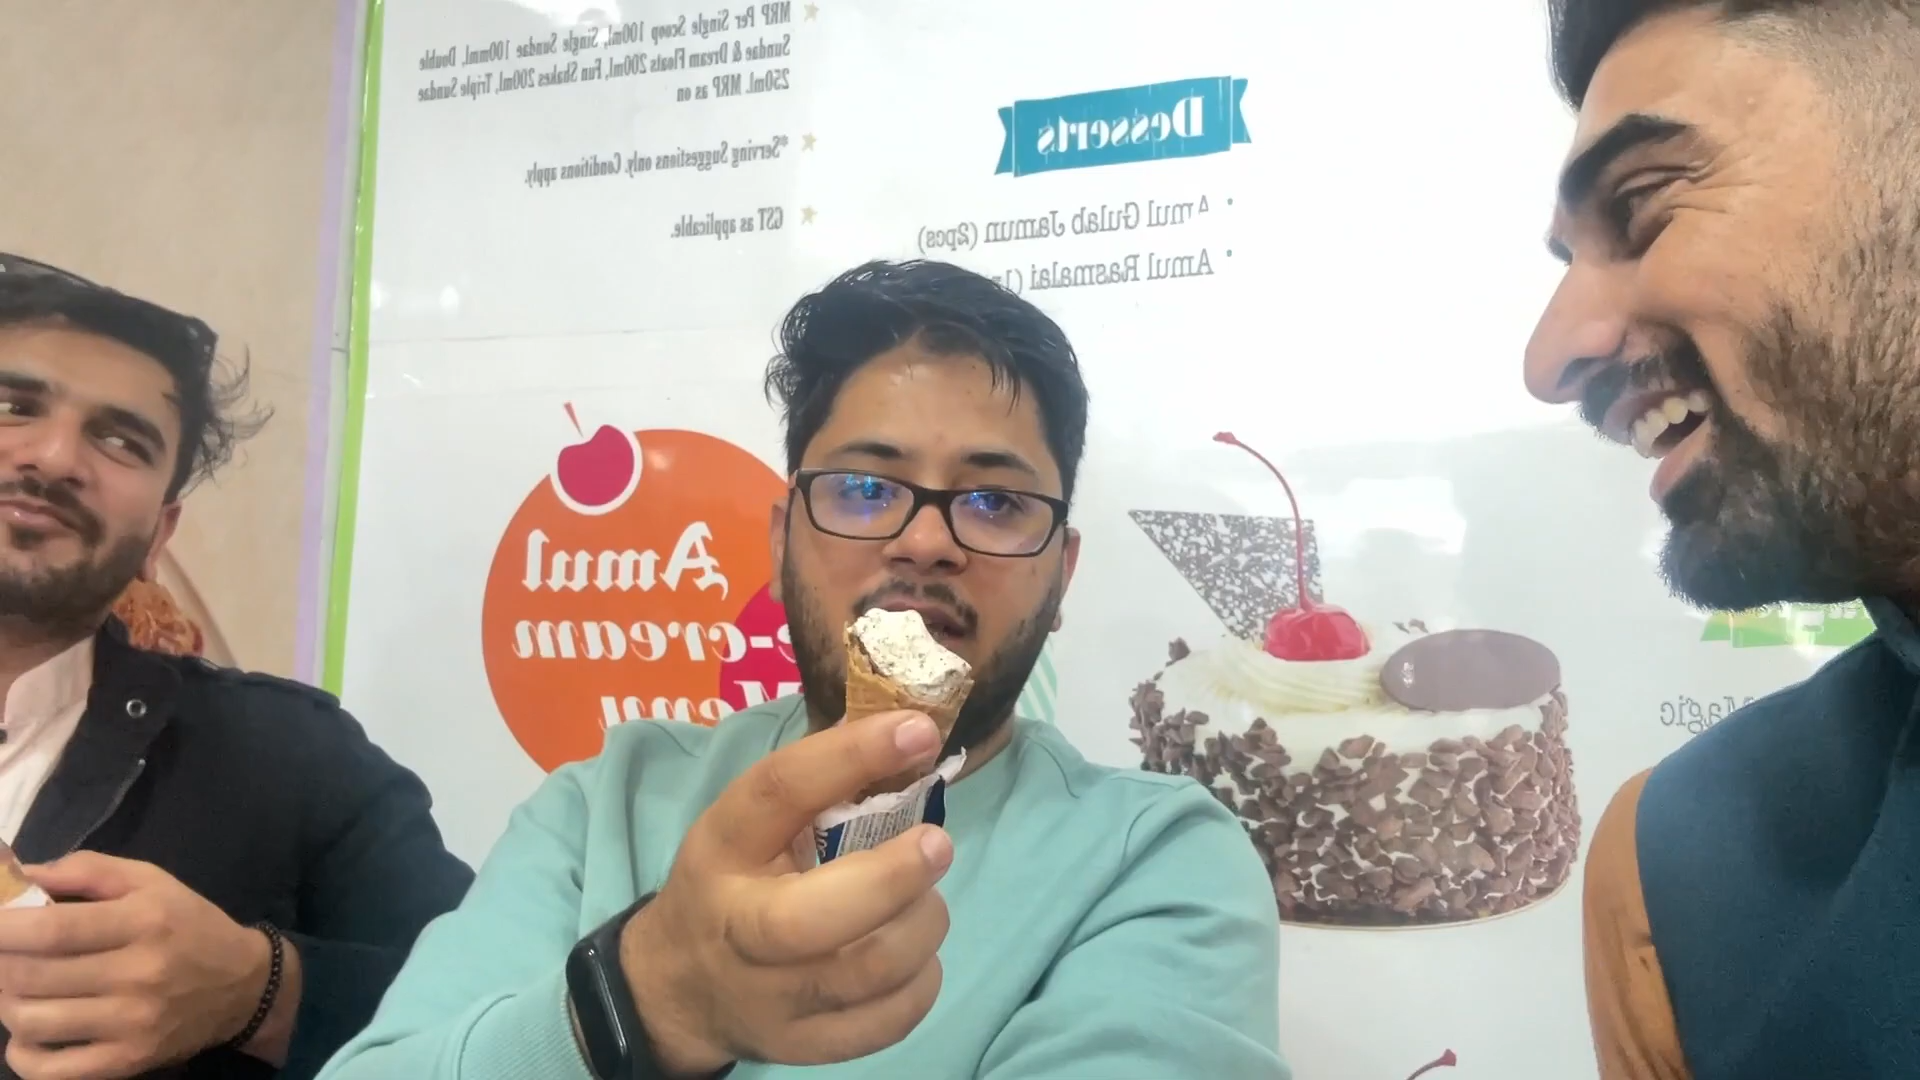 MRP Per Single Scoop 100ml, Single Sundae 100mml, Double
Sundae & Dream Floats 200ml, Fun Shakes 200ml, Triple Sundae
250ml. MRP as on
*Serving Suggestions only. Conditions apply.
GST as applicable.
Desserts
Amul Gulab Jamun (2pcs)
Amul Rasmalai
Amul
e-cream
Menu
Magic